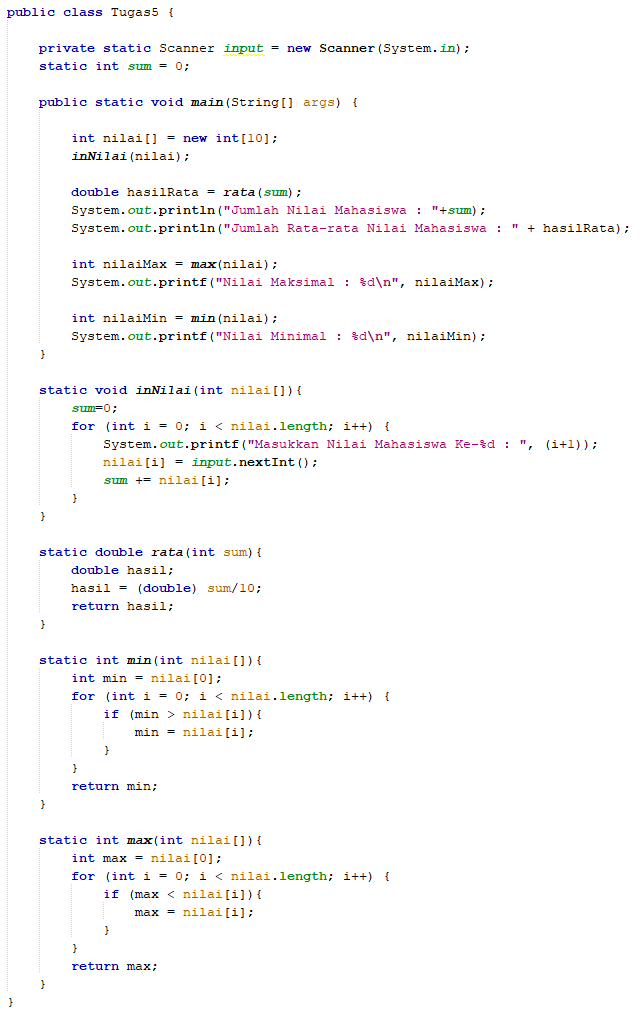 public class Tugas5 {
private static Scanner input = new Scanner(System.in);
static int sum = 0;
public static void main(String[] args) {
int nilai[] = new int[10];
inNilai(nilai);
double hasilRata = rata(sum);
System.out.println("Jumlah Nilai Mahasiswa : "+sum);
System.out.println("Jumlah Rata-rata Nilai Mahasiswa : " + hasilRata);
int nilaiMax = max(nilai);
System.out.printf("Nilai Maksimal : %d\n", nilaiMax);
int nilaiMin = min(nilai);
System.out.printf("Nilai Minimal : %d\n", nilaiMin);
}
static void inNilai(int nilai[]){
sum=0;
for (int i = 0; i < nilai.length; i++) {
System.out.printf("Masukkan Nilai Mahasiswa Ke-%d : ", (i+1));
nilai[i] = input.nextInt();
sum += nilai[i];
}
}
static double rata(int sum){
double hasil;
hasil = (double) sum/10;
return hasil;
}
static int min(int nilai[]){
int min = nilai[0];
for (int i = 0; i < nilai.length; i++) {
if (min > nilai[i]){
min = nilai[i];
}
}
return min;
}
static int max(int nilai[]){
int max = nilai[0];
for (int i = 0; i < nilai.length; i++) {
if (max < nilai[i]){
max = nilai[i];
}
}
return max;
}
}